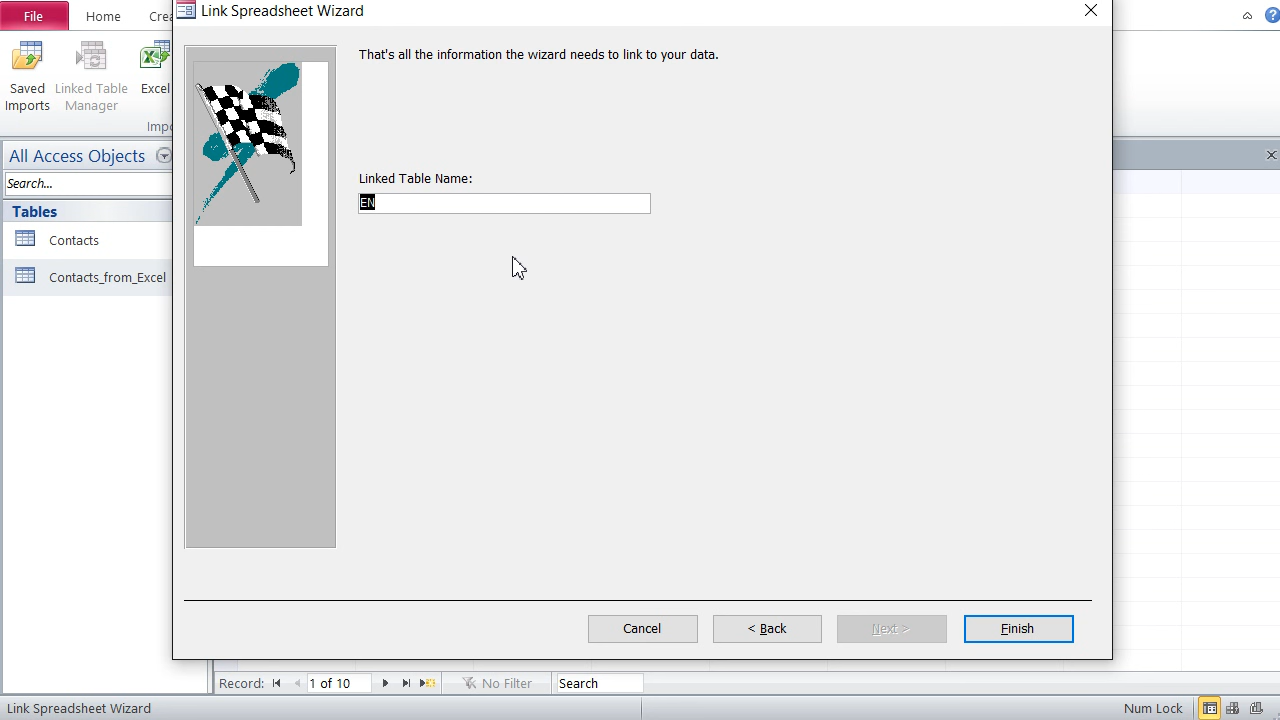 Link Spreadsheet Wizard
File
Home
Crea
Saved
Imports
Linked Table
Manager
Excel
Impo
That's all the information the wizard needs to link to your data.
All Access Objects
Search...
Tables
Contacts
Contacts_from_Excel
Linked Table Name:
EN
Cancel
< Back
Next >
Finish
Record:
1 of 10
No Filter
Search
Link Spreadsheet Wizard
Num Lock